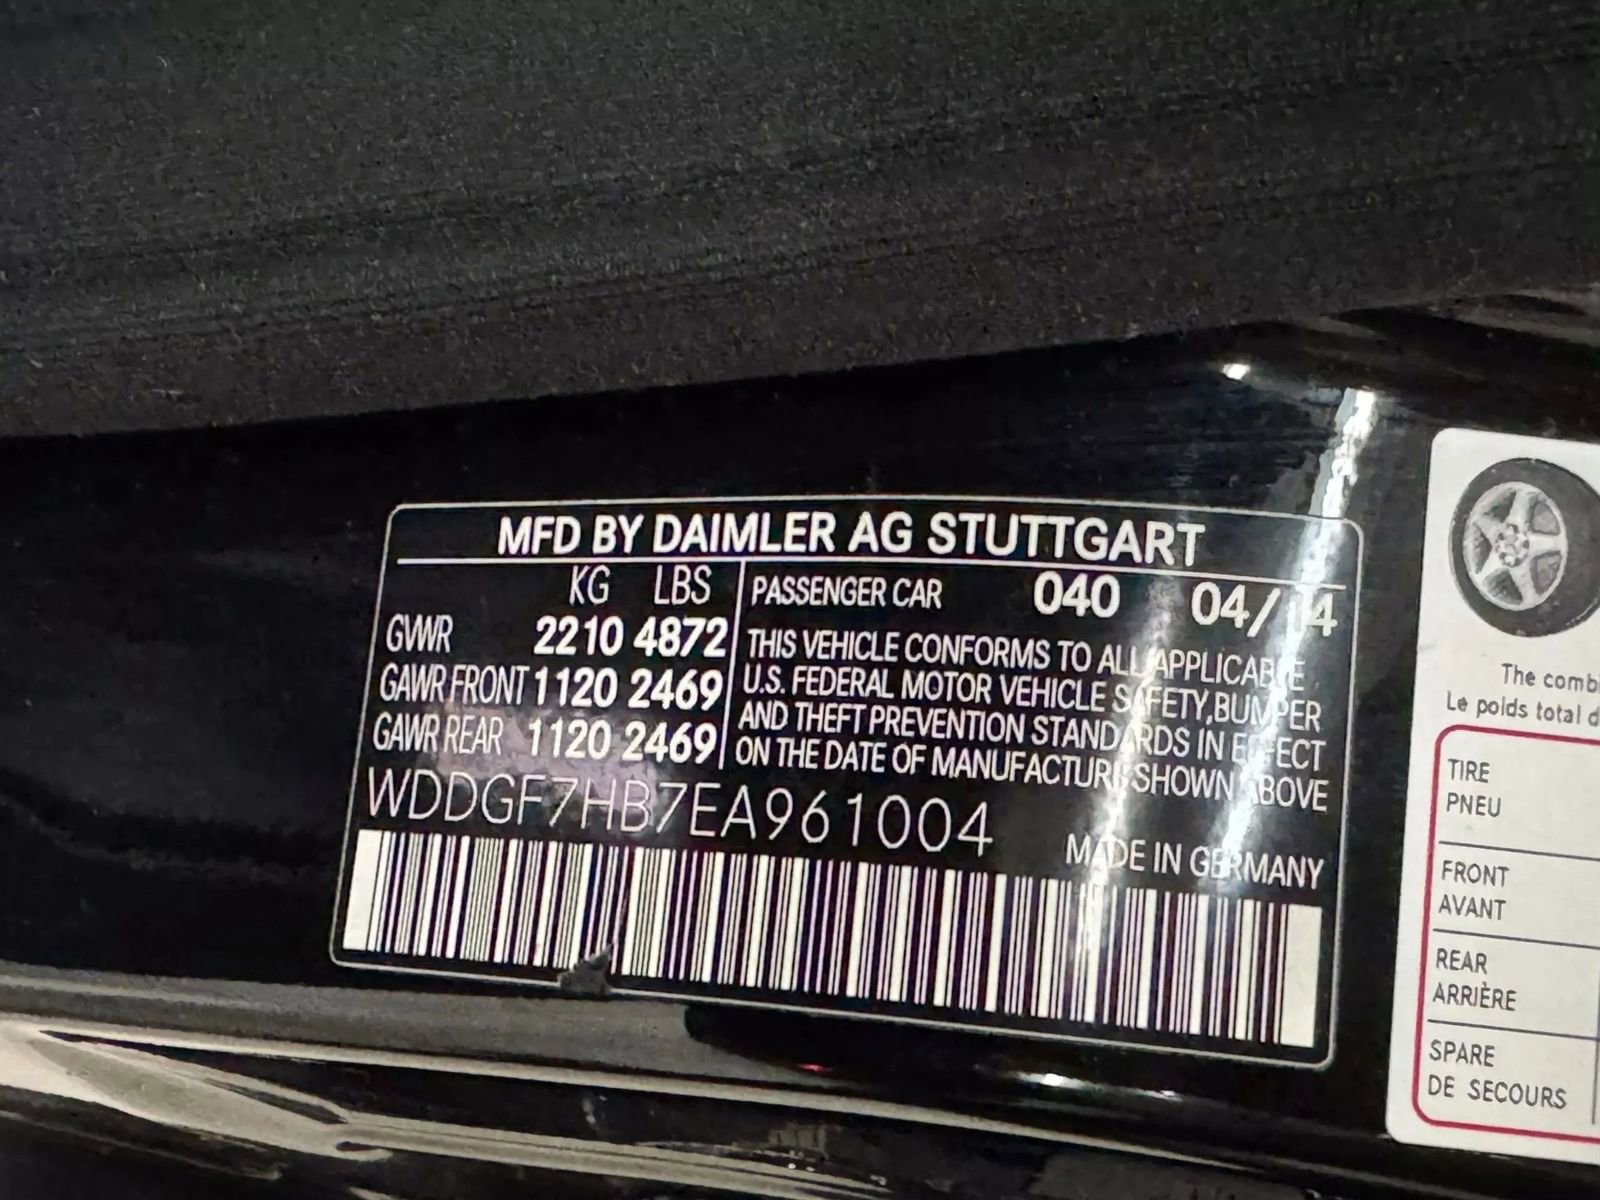 MFD BY DAIMLER AG STUTTGART
KG LBS
GVWR 2210 4872
GAWR FRONT 1120 2469
GAWR REAR 1120 2469
PASSENGER CAR 040 04/14
THIS VEHICLE CONFORMS TO ALL APPLICABLE
U.S. FEDERAL MOTOR VEHICLE SAFETY,BUMPER
AND THEFT PREVENTION STANDARDS IN EFFECT
ON THE DATE OF MANUFACTURE SHOWN ABOVE
WDDGF7HB7EA961004
MADE IN GERMANY
The
Le poids total
TIRE
PNEU
FRONT
AVANT
REAR
ARRIÈRE
SPARE
DE SECOURS